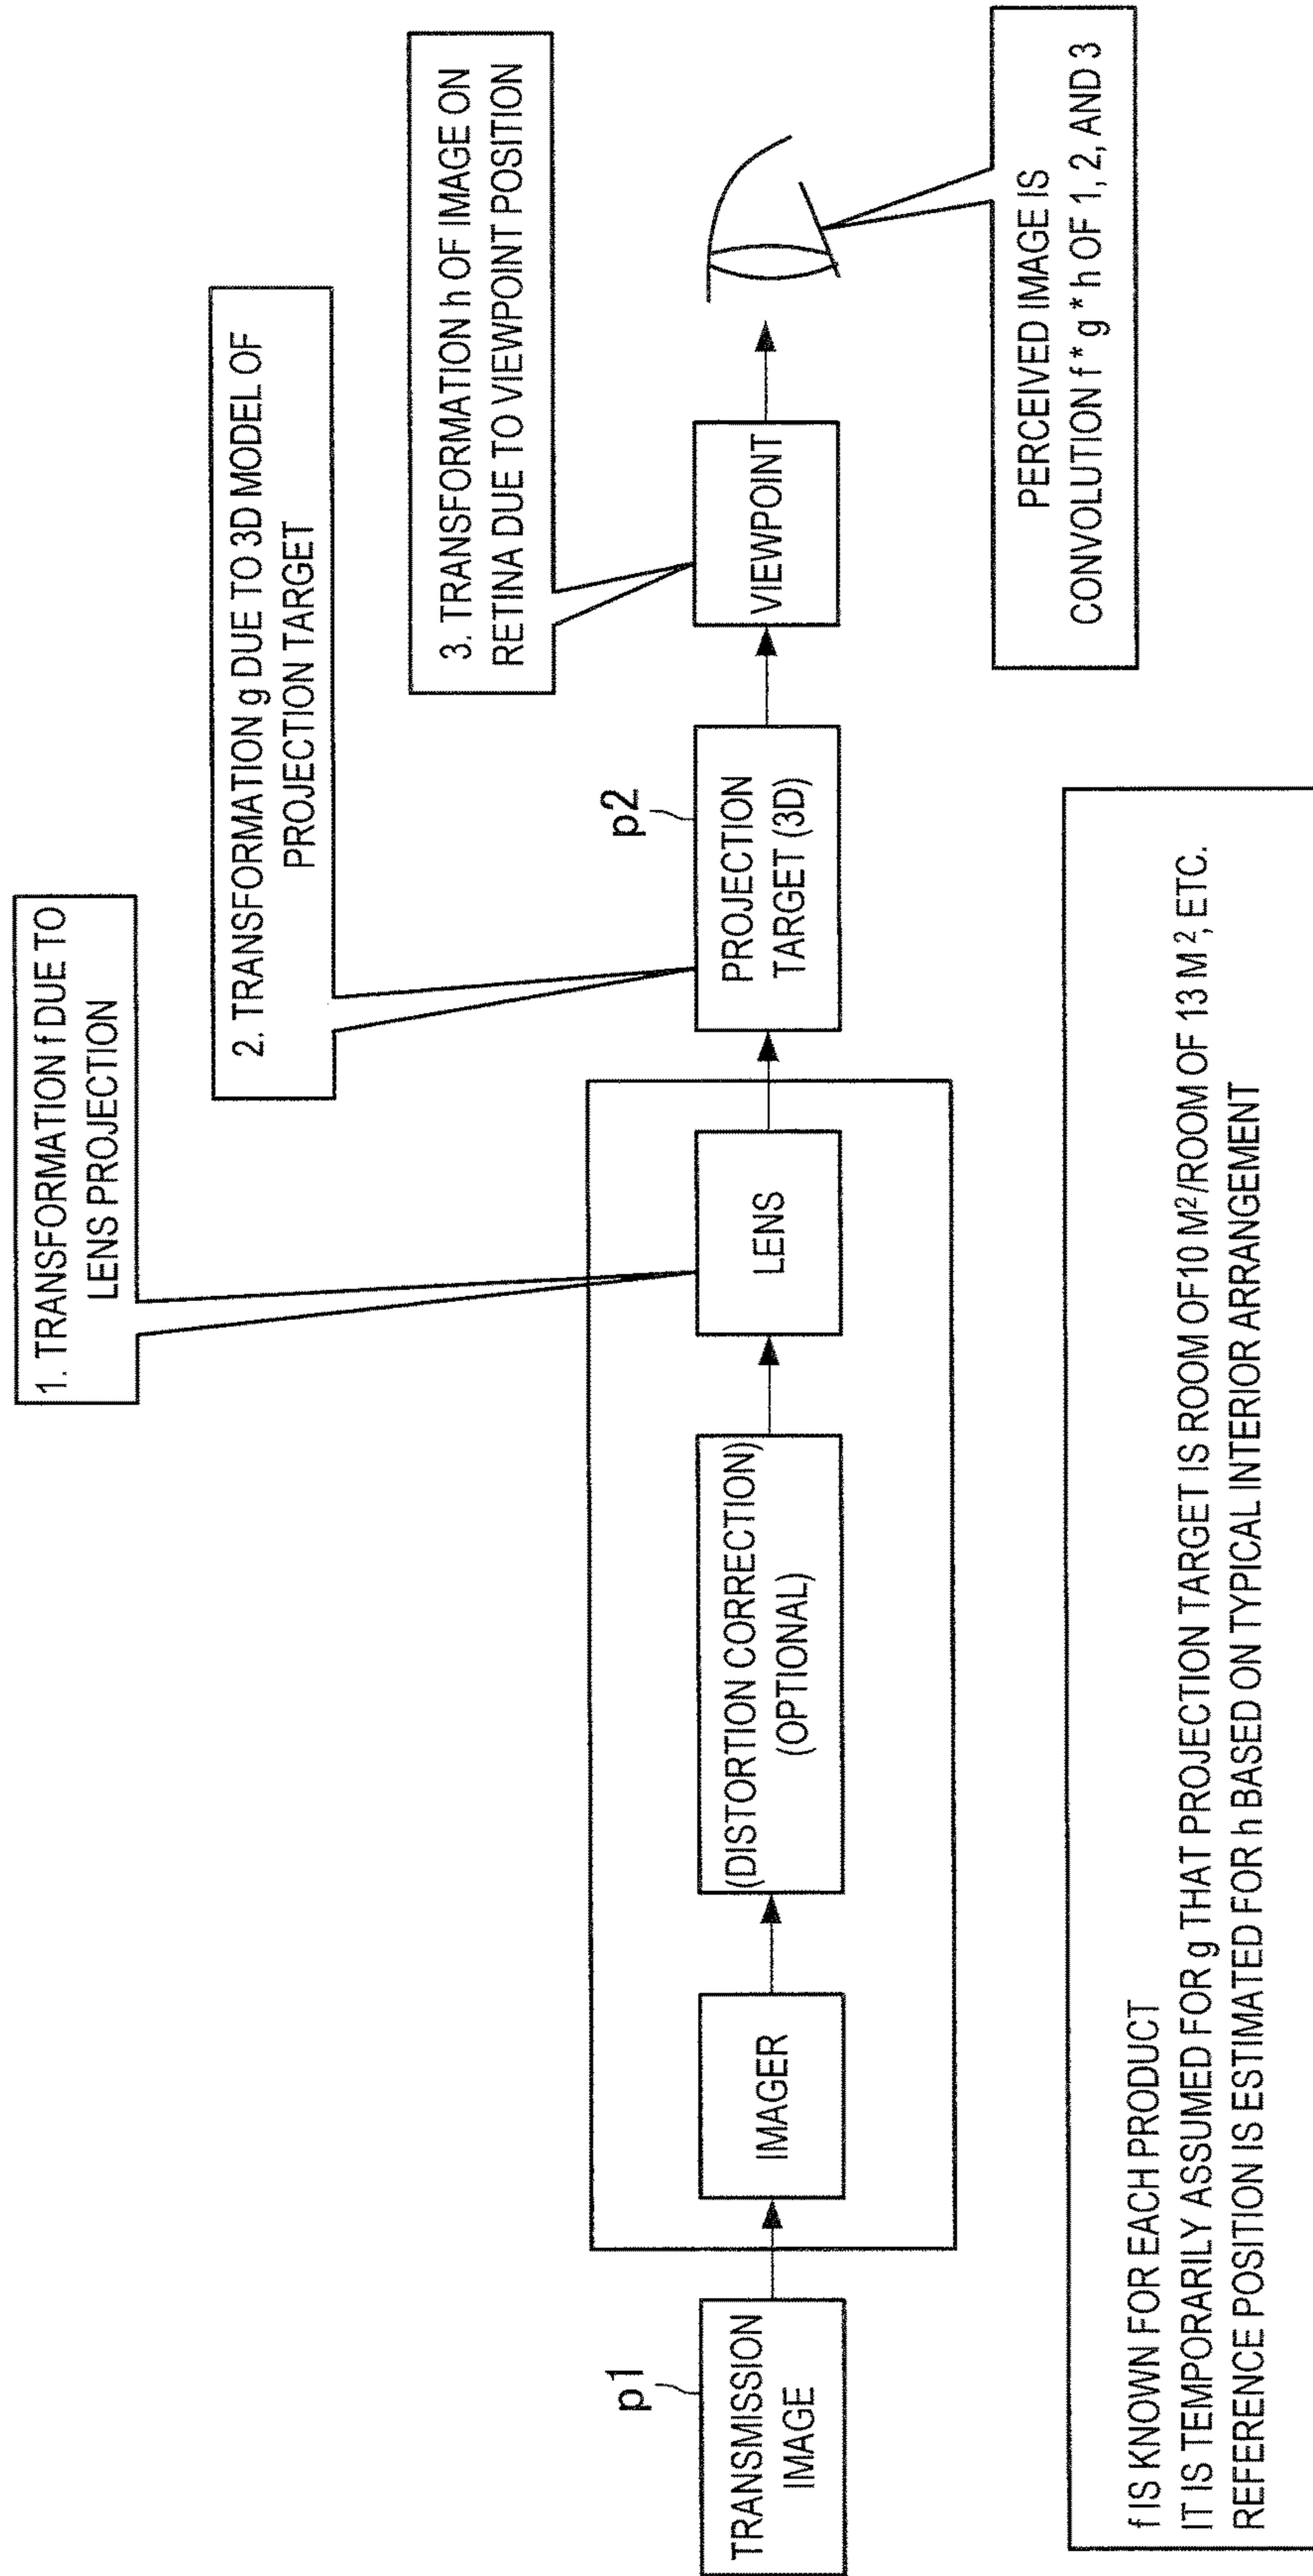 1. TRANSFORMATION f DUE TO
LENS PROJECTION
2. TRANSFORMATION g DUE TO 3D MODEL OF
PROJECTION TARGET
3. TRANSFORMATION h OF IMAGE ON
RETINA DUE TO VIEWPOINT POSITION
p1
TRANSMISSION
IMAGE
IMAGER
(DISTORTION CORRECTION)
(OPTIONAL)
LENS
p2
PROJECTION
TARGET (3D)
VIEWPOINT
PERCEIVED IMAGE IS
CONVOLUTION f * g * h OF 1, 2, AND 3
f IS KNOWN FOR EACH PRODUCT
IT IS TEMPORARILY ASSUMED FOR g THAT PROJECTION TARGET IS ROOM OF 10 M²/ROOM OF 13 M², ETC.
REFERENCE POSITION IS ESTIMATED FOR h BASED ON TYPICAL INTERIOR ARRANGEMENT